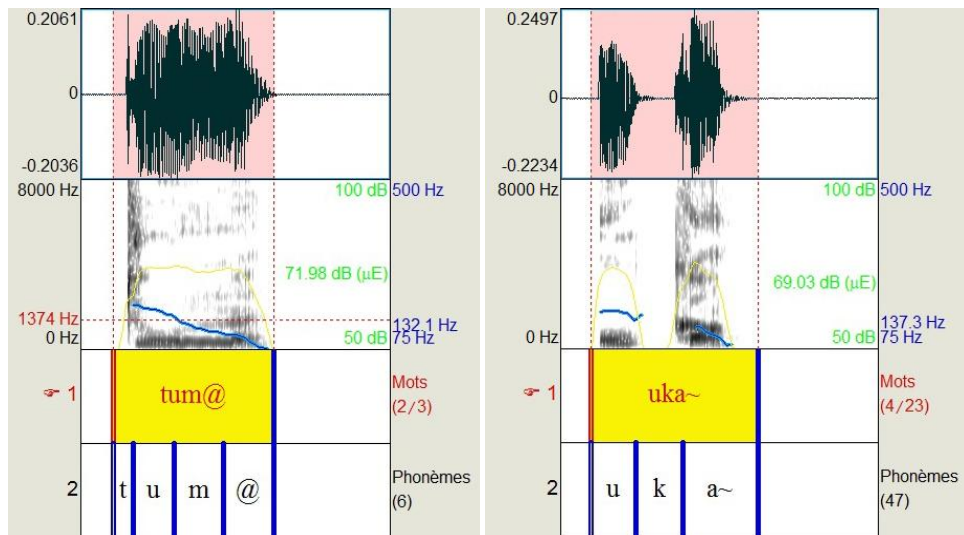 0.2061
0
-0.2036
8000 Hz
100 dB 500 Hz
71.98 dB (µE)
1374 Hz
132.1 Hz
0 Hz
50 dB 75 Hz
☞ 1
tum@
Mots
(2/3)
2
t u m @
Phonèmes
(6)
0.2497
0
-0.2234
8000 Hz
100 dB 500 Hz
69.03 dB (µE)
137.3 Hz
0 Hz
50 dB 75 Hz
☞ 1
uka~
Mots
(4/23)
2
u k a~
Phonèmes
(47)